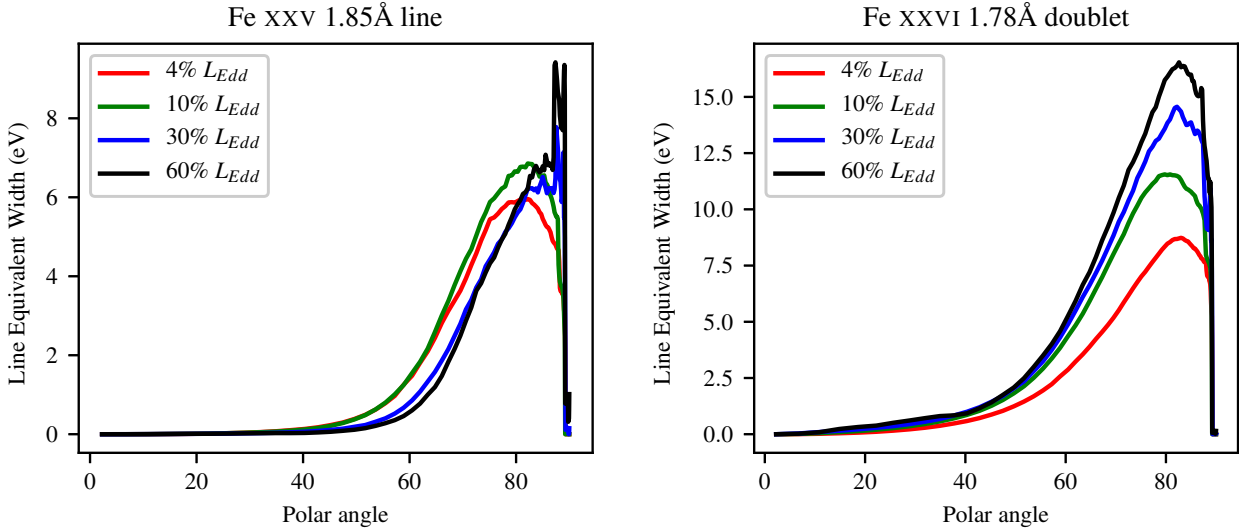 Fe XXV 1.85Å line
Line Equivalent Width (eV)
8
6
4
2
0
4% L_Edd
10% L_Edd
30% L_Edd
60% L_Edd
0 20 40 60 80
Polar angle
Fe XXVI 1.78Å doublet
Line Equivalent Width (eV)
15.0
12.5
10.0
7.5
5.0
2.5
0.0
4% L_Edd
10% L_Edd
30% L_Edd
60% L_Edd
0 20 40 60 80
Polar angle